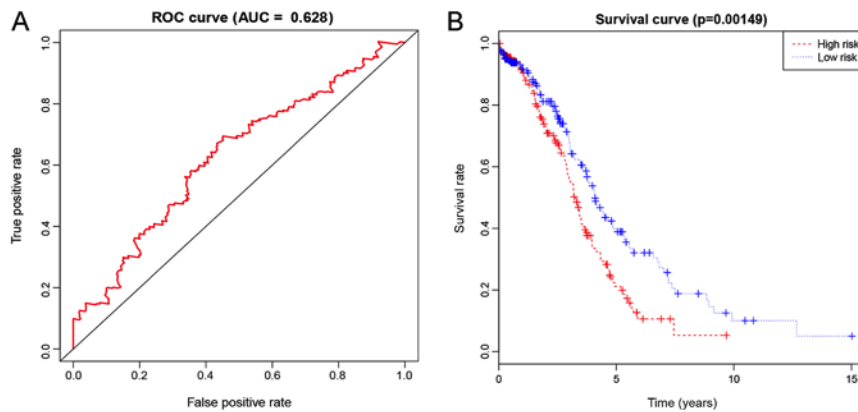 A
ROC curve (AUC = 0.628)
True positive rate
1.0
0.8
0.6
0.4
0.2
0.0
0.0 0.2 0.4 0.6 0.8 1.0
False positive rate
B
Survival curve (p=0.00149)
High risk
Low risk
Survival rate
1.0
0.8
0.6
0.4
0.2
0.0
0 5 10 15
Time (years)